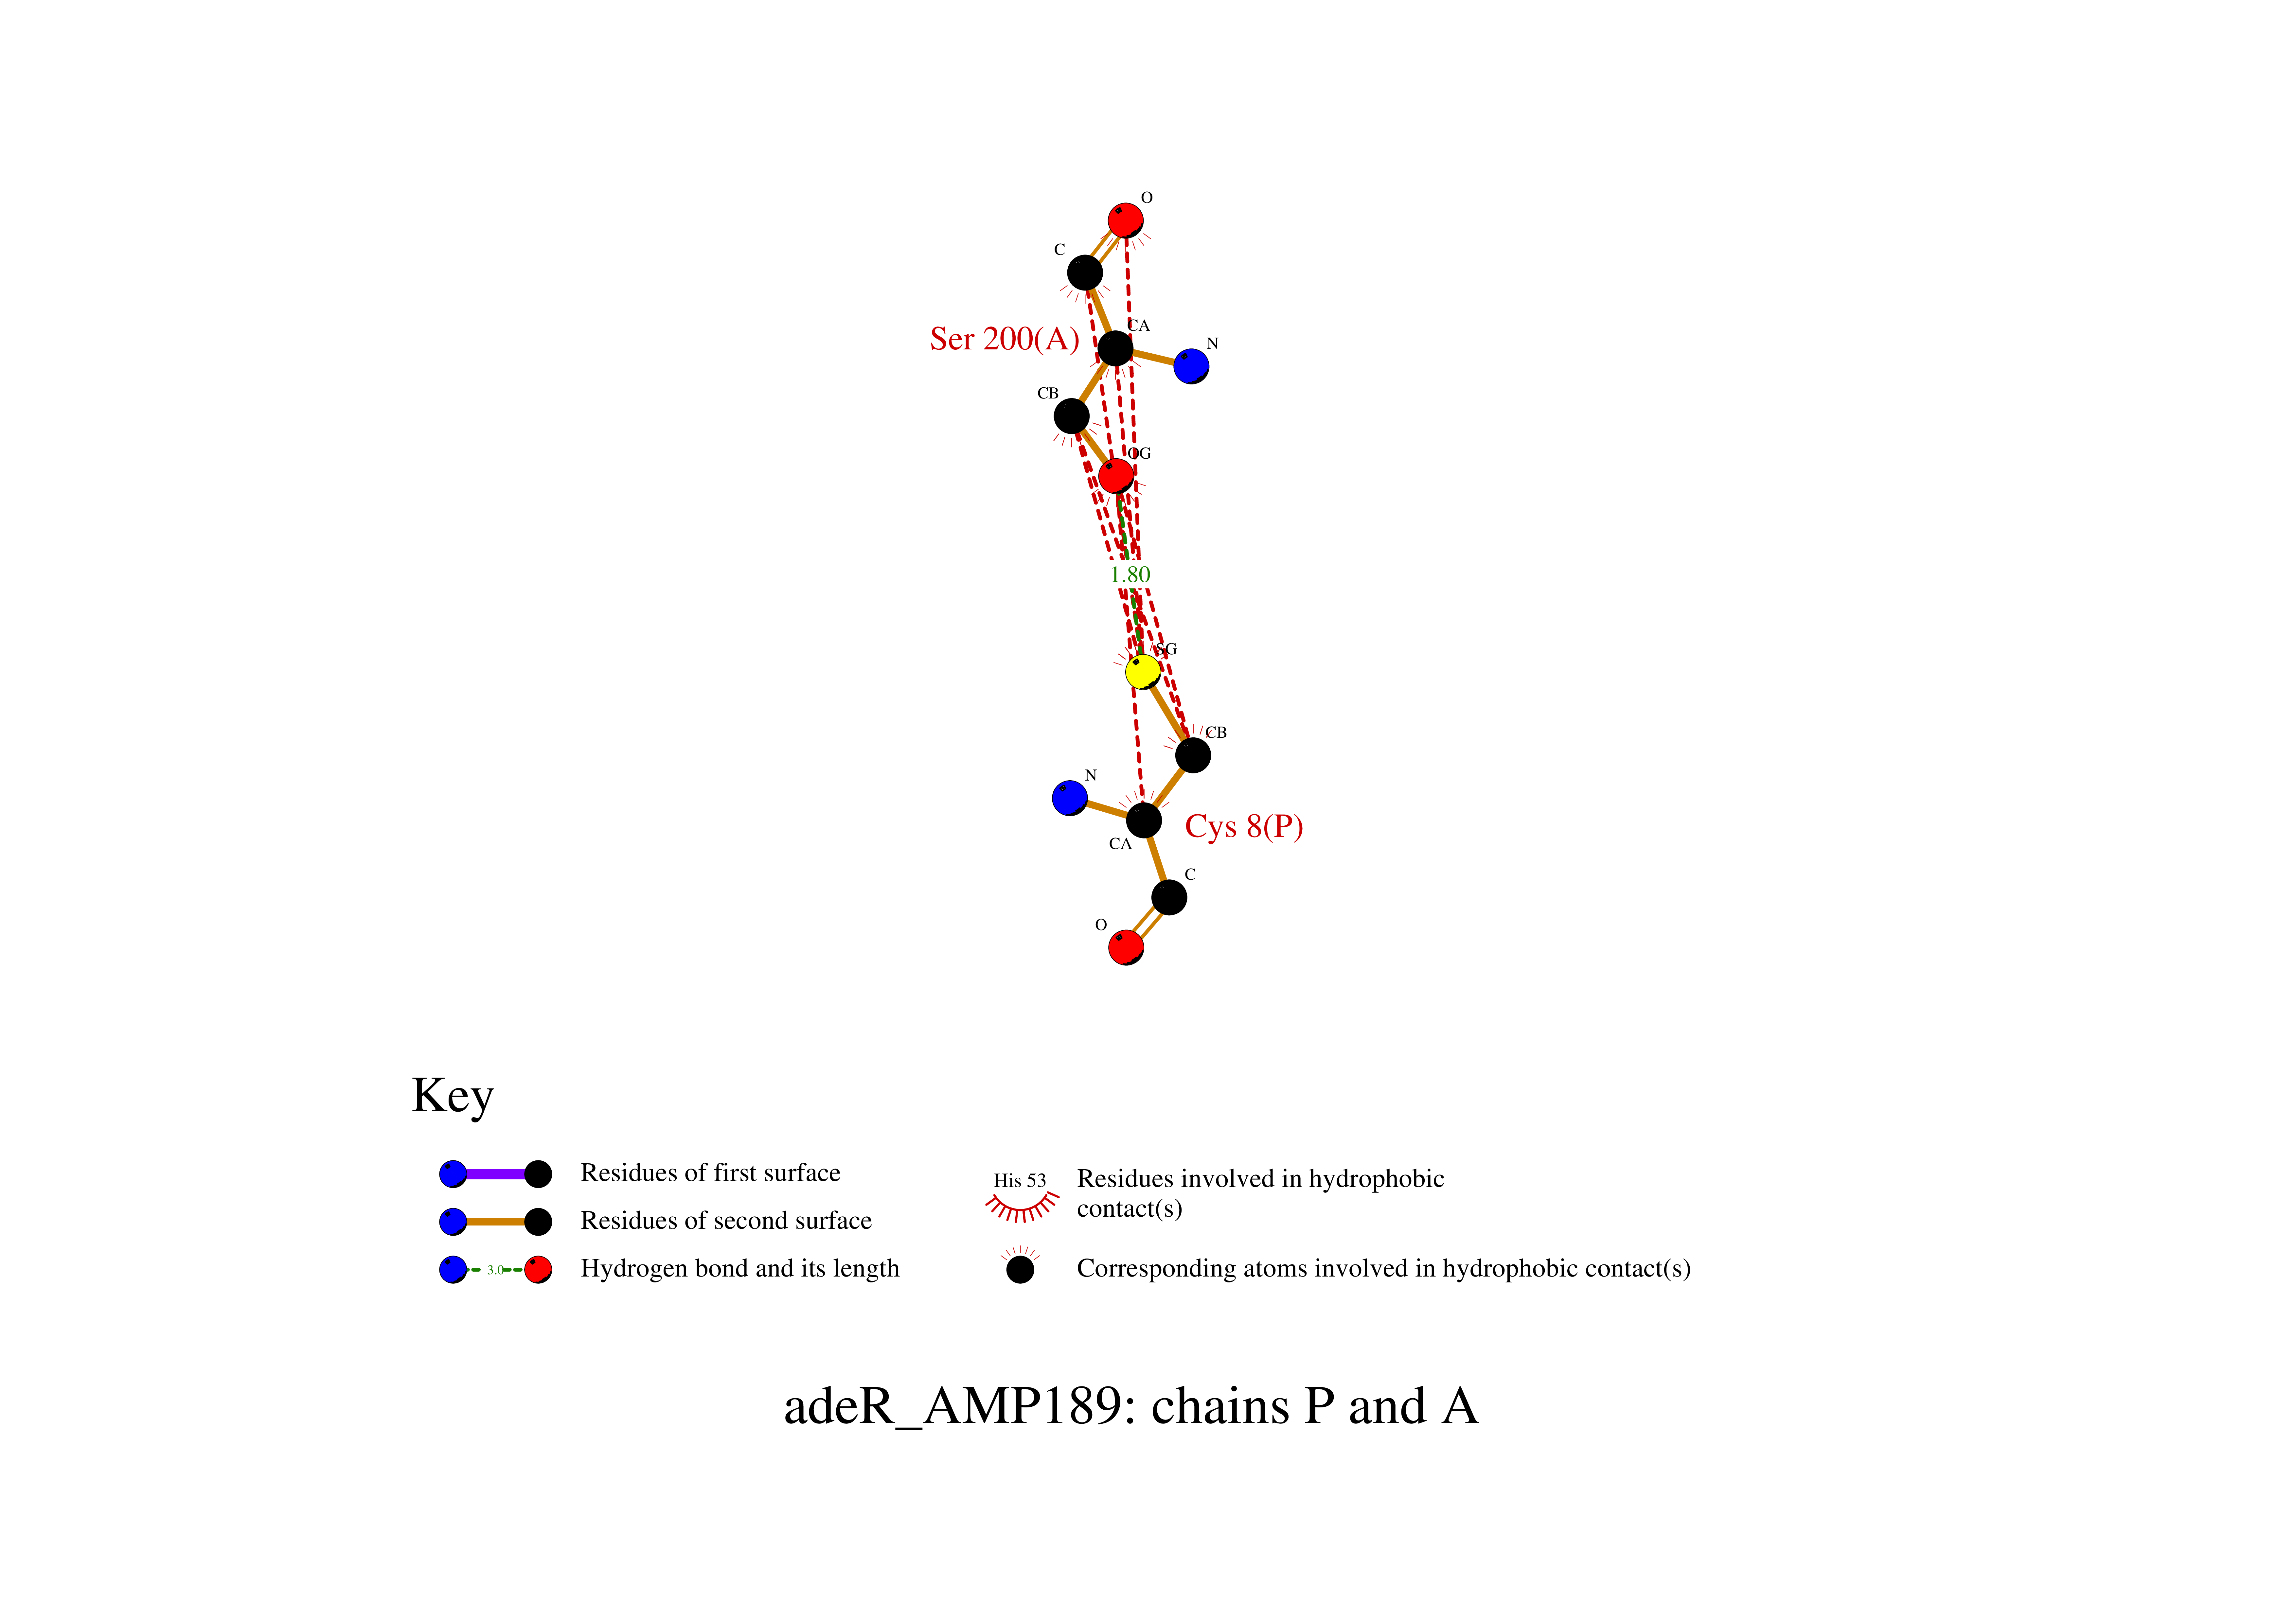 O
C
CA
Ser 200(A)
N
CB
OG
1.80
SG
CB
N
Cys 8(P)
CA
C
O
Key
Residues of first surface
Residues of second surface
3.0
Hydrogen bond and its length
His 53
Residues involved in hydrophobic
contact(s)
Corresponding atoms involved in hydrophobic contact(s)
adeR_AMP189: chains P and A